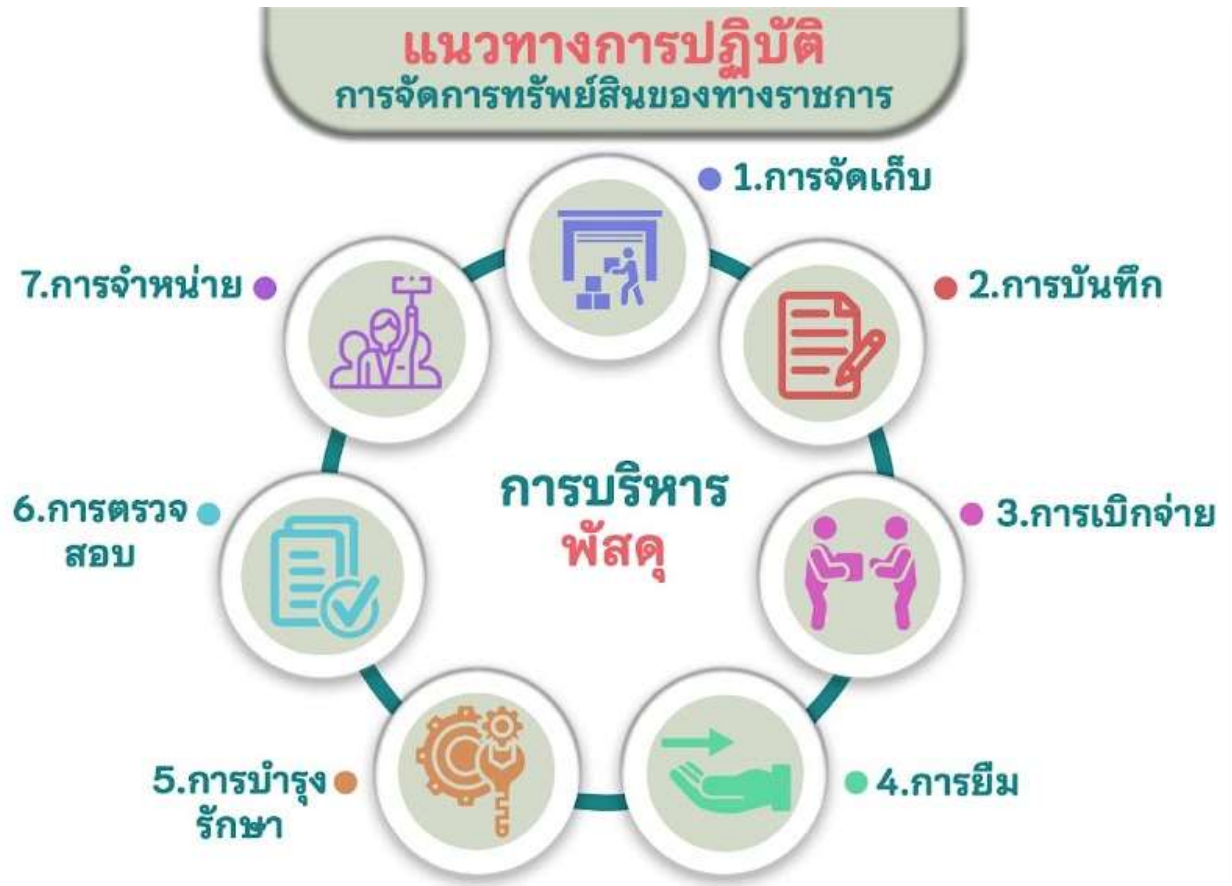 แนวทางการปฏิบัติ
การจัดการทรัพย์สินของทางราชการ
1.การจัดเก็บ
2.การบันทึก
3.การเบิกจ่าย
4.การยืม
5.การบำรุง
รักษา
6.การตรวจ
สอบ
7.การจำหน่าย
การบริหาร
พัสดุ